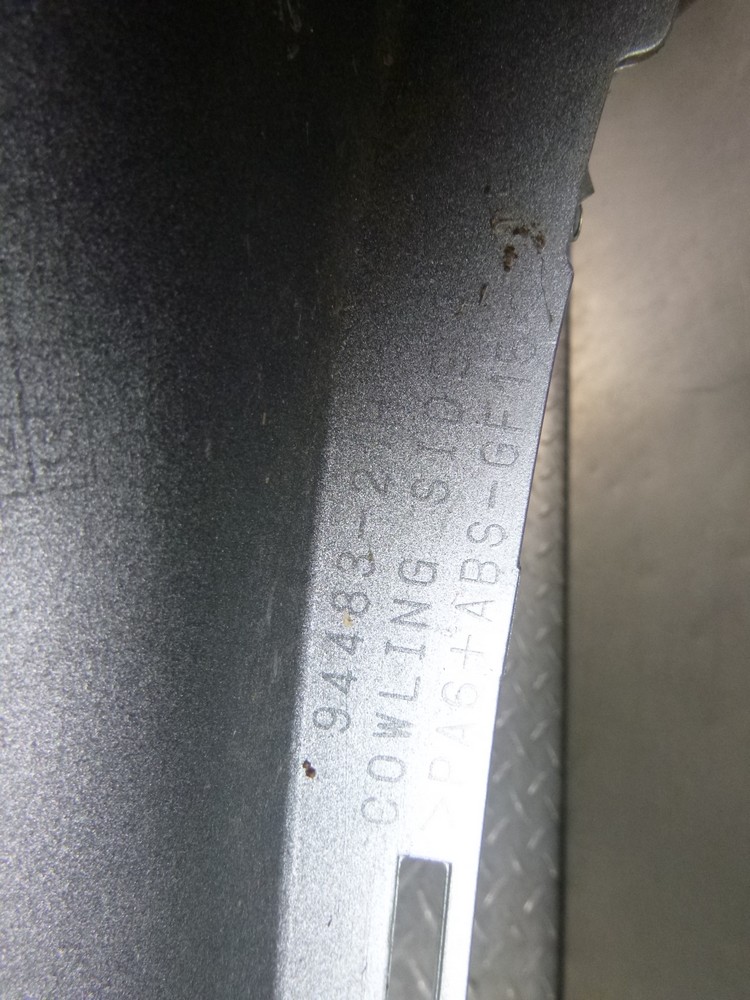 94483-2
COWLING SIDE
>PA6+ABS-GF15